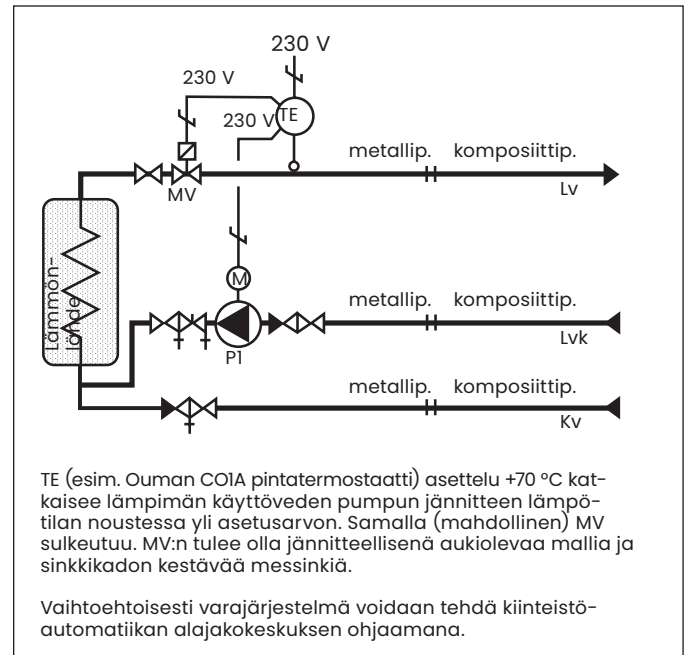 230 V
230 V
230 V TE
metallip. komposiittip.
MV
Lv
Lämmön-
lähde
M
metallip. komposiittip.
P1
Lvk
metallip. komposiittip.
Kv
TE (esim. Ouman CO1A pintatermostaatti) asettelu +70 ºC kat-
kaisee lämpimän käyttöveden pumpun jännitteen lämpö-
tilan noustessa yli asetusarvon. Samalla (mahdollinen) MV
sulkeutuu. MV:n tulee olla jännitteellisenä aukiolevaa mallia ja
sinkkikadon kestävää messinkiä.
Vaihtoehtoisesti varajärjestelmä voidaan tehdä kiinteistö-
automatiikan alajakokeskuksen ohjaamana.